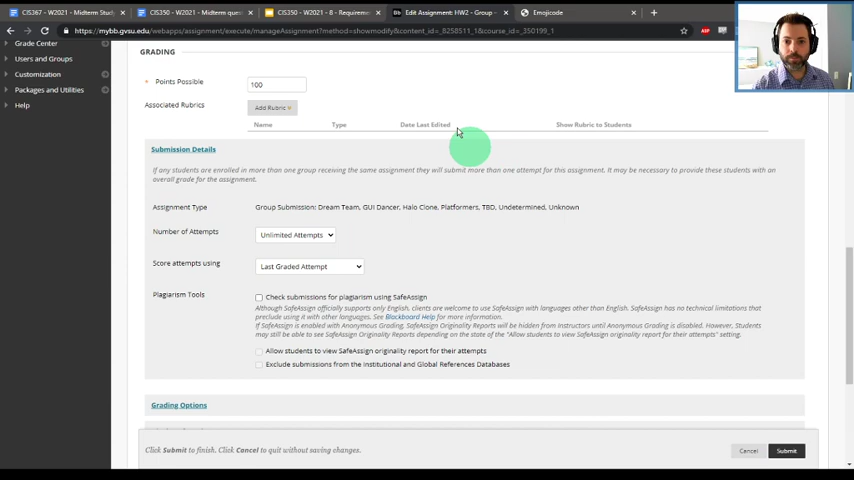 CIS367 - W2021 - Midterm Stud
CIS350 - W2021 - Midterm ques
CIS350 - W2021 - 8 - Requireme
Edit Assignment: HW2 - Group -
Emojicode
https://mybb.gvsu.edu/webapps/assignment/execute/manageAssignment?method=showmodify&content_id=_8258511_1&course_id=_350199_1
ABP
Grade Center
Users and Groups
Customization
Packages and Utilities
Help
GRADING
Points Possible
100
Associated Rubrics
Add Rubric
Name Type Date Last Edited Show Rubric to Students
Submission Details
If any students are enrolled in more than one group receiving the same assignment they will submit more than one attempt for this assignment. It may be necessary to provide these students with an
overall grade for the assignment.
Assignment Type
Group Submission: Dream Team, GUI Dancer, Halo Clone, Platformers, TBD, Undetermined, Unknown
Number of Attempts
Unlimited Attempts
Score attempts using
Last Graded Attempt
Plagiarism Tools
Check submissions for plagiarism using SafeAssign
Although SafeAssign officially supports only English, clients are welcome to use SafeAssign with languages other than English. SafeAssign has no technical limitations that
preclude using it with other languages. See Blackboard Help for more information.
If SafeAssign is enabled with Anonymous Grading, SafeAssign Originality Reports will be hidden from Instructors until Anonymous Grading is disabled. However, Students
may still be able to see SafeAssign Originality Reports depending on the state of the "Allow students to view SafeAssign originality report for their attempts" setting.
Allow students to view SafeAssign originality report for their attempts
Exclude submissions from the Institutional and Global References Databases
Grading Options
Click Submit to finish. Click Cancel to quit without saving changes.
Cancel
Submit